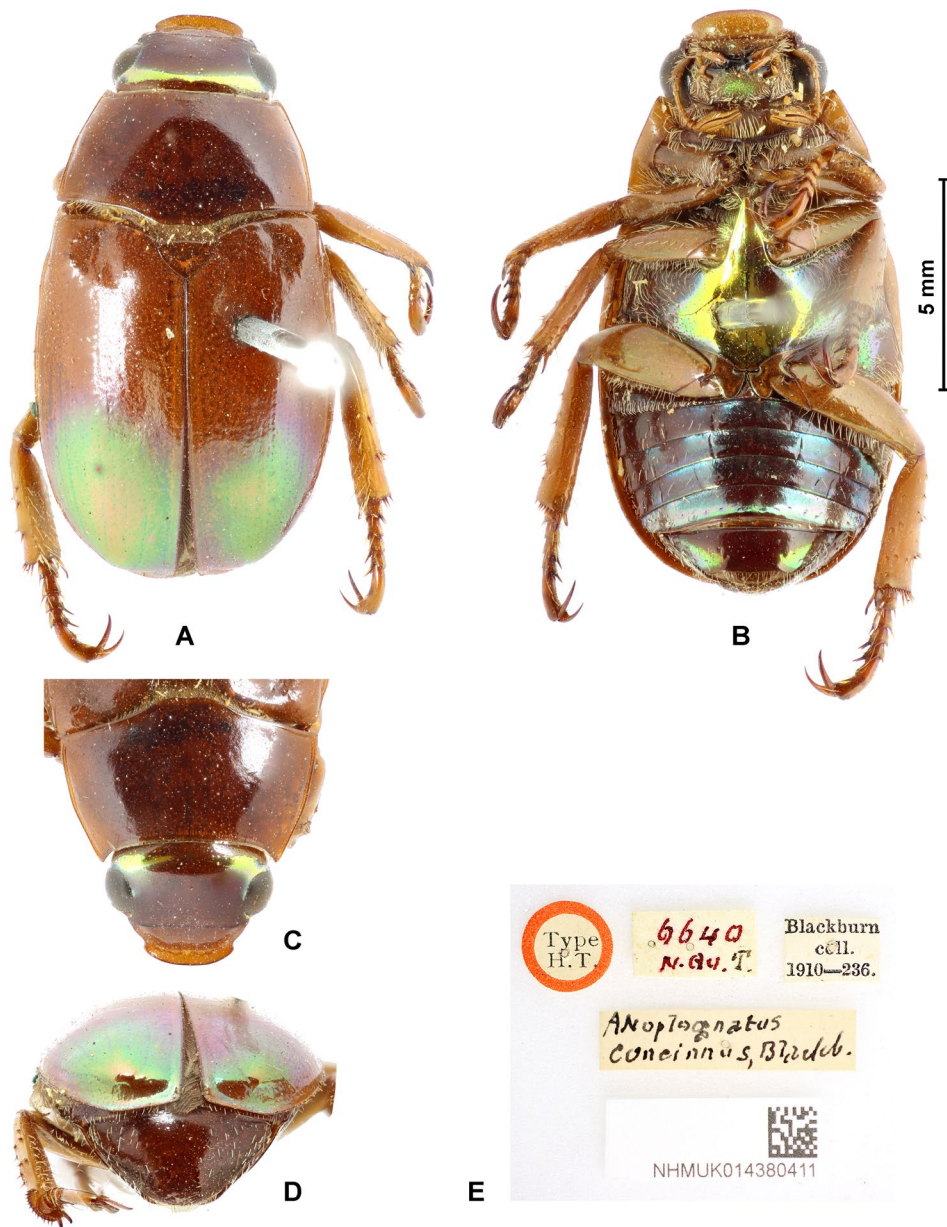 5 mm
A
B
C
D
E
Type
H.T.
6640
N.Qu. T.
Blackburn
coll.
1910—236.
Anoplognatus
concinnus, Blackb.
NHMUK014380411